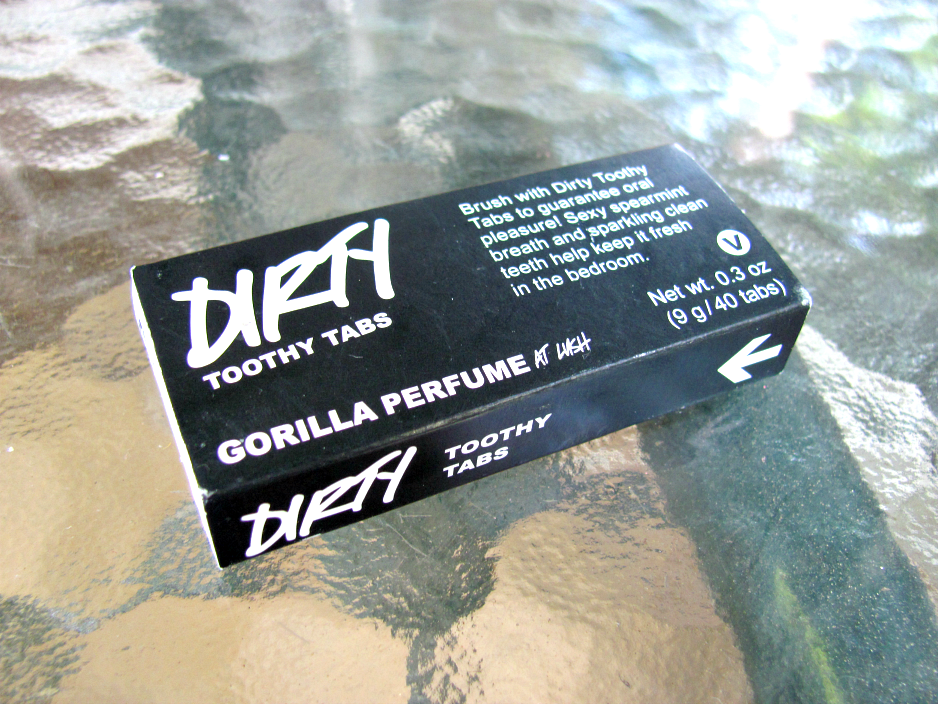 DIRTY
TOOTHY TABS
Brush with Dirty Toothy
Tabs to guarantee oral
pleasure! Sexy spearmint
breath and sparkling clean
teeth help keep it fresh
in the bedroom.
V
Net wt. 0.3 oz
(9 g/40 tabs)
GORILLA PERFUME AT LUSH
DIRTY
TOOTHY
TABS